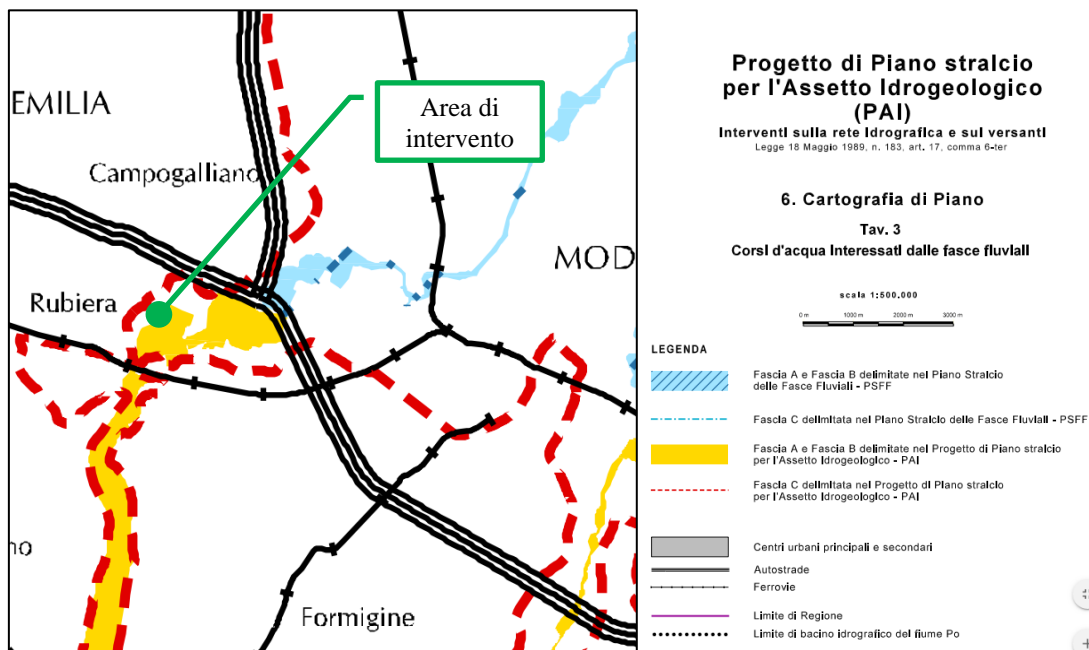 EMILIA
Area di
intervento
Campogalliano
MOD
Rubiera
no
Formigine
Progetto di Piano stralcio
per l'Assetto Idrogeologico
(PAI)
Interventi sulla rete idrografica e sui versanti
Legge 18 Maggio 1989, n. 183, art. 17, comma 6-ter
6. Cartografia di Piano
Tav. 3
Corsi d'acqua interessati dalle fasce fluviali
scala 1:500.000
0 m 1000 m 2000 m 3000 m
LEGENDA
Fascia A e Fascia B delimitate nel Piano Stralcio
delle Fasce Fluviali - PSFF
Fascia C delimitata nel Piano Stralcio delle Fasce Fluviali - PSFF
Fascia A e Fascia B delimitate nel Progetto di Piano stralcio
per l'Assetto Idrogeologico - PAI
Fascia C delimitata nel Progetto di Piano stralcio
per l'Assetto Idrogeologico - PAI
Centri urbani principali e secondari
Autostrade
Ferrovie
Limite di Regione
Limite di bacino idrografico del fiume Po